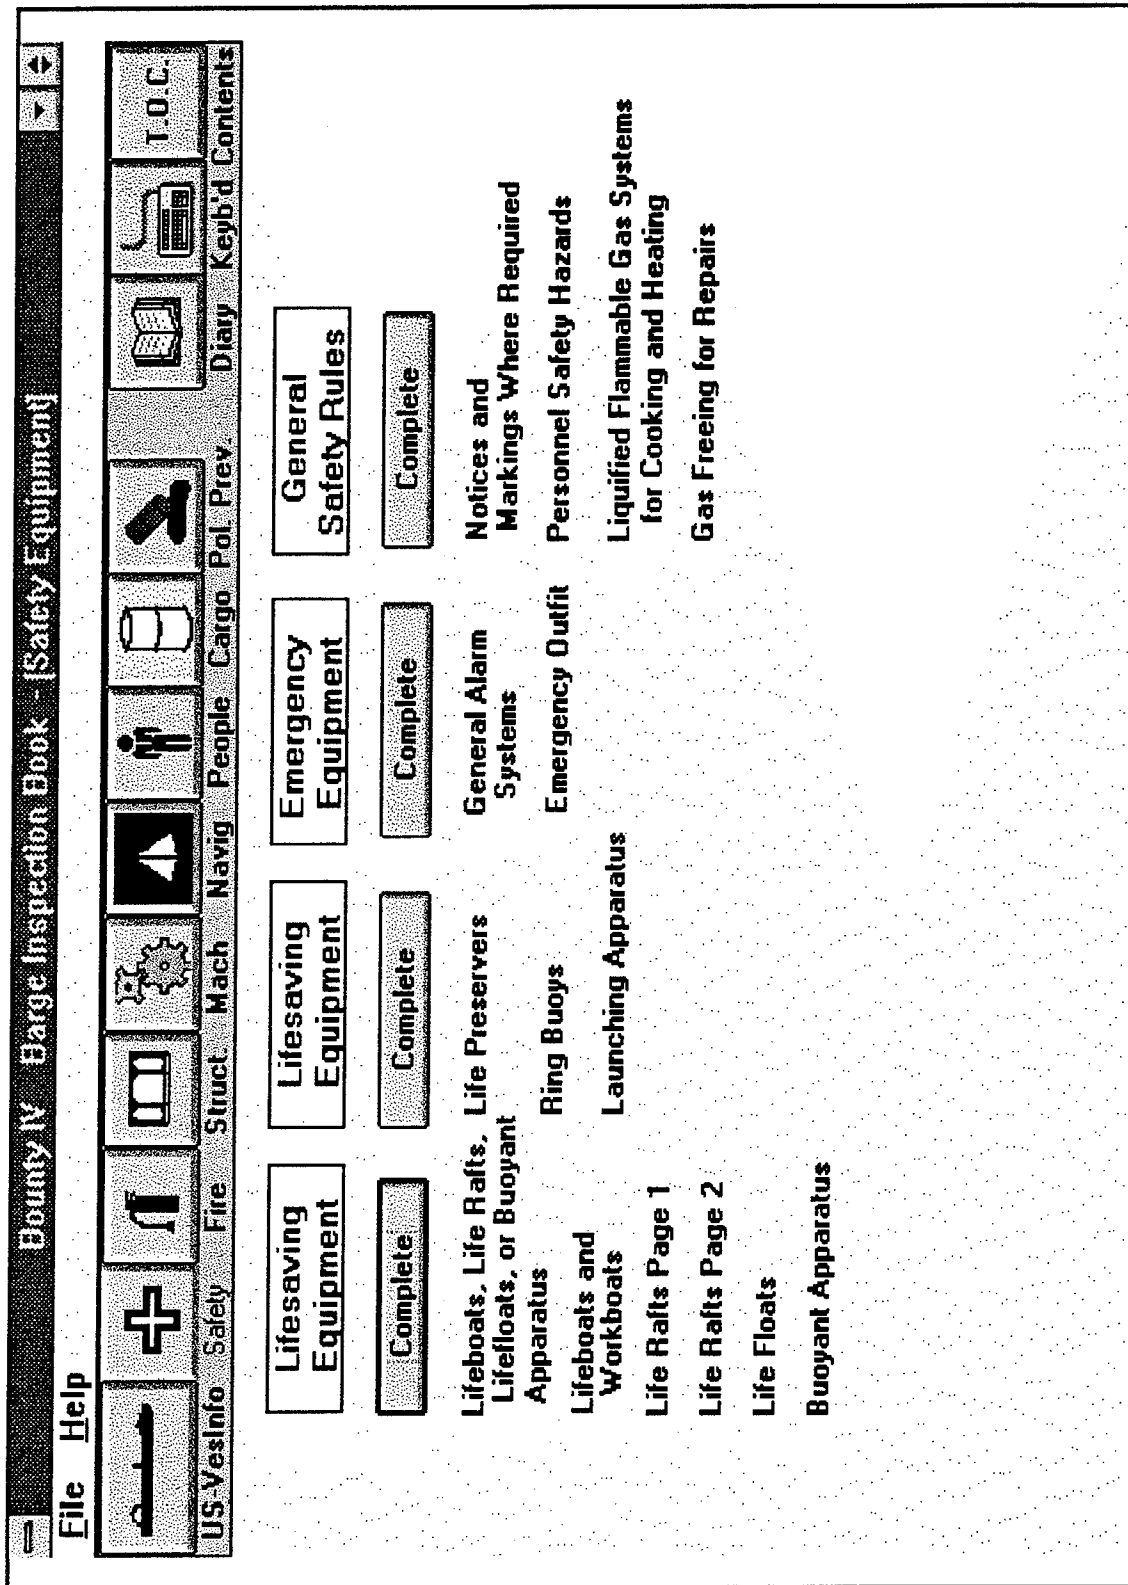 Bounty IV Barge Inspection Book - [Safety Equipment]
File Help
T.O.C.
US-VesInfo Safety Fire Struct. Mach Navig People Cargo Pol. Prev. Diary Keyb'd Contents
Lifesaving
Equipment
Complete
Lifeboats, Life Rafts,
Lifefloats, or Buoyant
Apparatus
Lifeboats and
Workboats
Life Rafts Page 1
Life Rafts Page 2
Life Floats
Buoyant Apparatus
Lifesaving
Equipment
Complete
Life Preservers
Ring Buoys
Launching Apparatus
Emergency
Equipment
Complete
General Alarm
Systems
Emergency Outfit
General
Safety Rules
Complete
Notices and
Markings Where Required
Personnel Safety Hazards
Liquified Flammable Gas Systems
for Cooking and Heating
Gas Freeing for Repairs